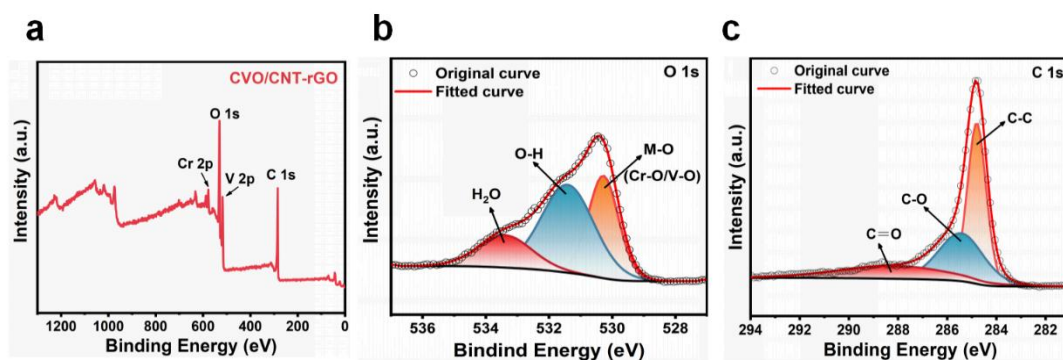 a
CVO/CNT-rGO
O 1s
Cr 2p
V 2p
C 1s
Intensity (a.u.)
1200 1000 800 600 400 200 0
Binding Energy (eV)
b
Original curve
Fitted curve
O 1s
O-H
M-O
(Cr-O/V-O)
H₂O
Intensity (a.u.)
536 534 532 530 528
Bindind Energy (eV)
c
Original curve
Fitted curve
C 1s
C-C
C-O
C=O
Intensity (a.u.)
294 292 290 288 286 284 282
Binding Energy (eV)